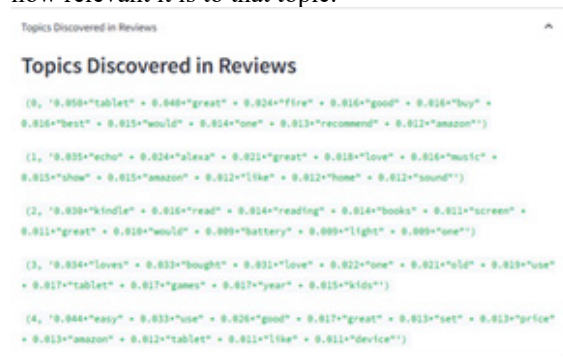 how relevant it is to that topic.
Topics Discovered in Reviews
Topics Discovered in Reviews
(0, '0.050*"tablet" + 0.040*"great" + 0.024*"fire" + 0.016*"good" + 0.016*"buy" +
0.016*"best" + 0.015*"would" + 0.014*"one" + 0.013*"recommend" + 0.012*"amazon"')
(1, '0.035*"echo" + 0.024*"alexa" + 0.021*"great" + 0.018*"love" + 0.016*"music" +
0.015*"show" + 0.015*"amazon" + 0.012*"like" + 0.012*"home" + 0.012*"sound"')
(2, '0.030*"kindle" + 0.016*"read" + 0.014*"reading" + 0.014*"books" + 0.011*"screen" +
0.011*"great" + 0.010*"would" + 0.009*"battery" + 0.009*"light" + 0.009*"one"')
(3, '0.034*"loves" + 0.033*"bought" + 0.031*"love" + 0.022*"one" + 0.021*"old" + 0.019*"use"
+ 0.017*"tablet" + 0.017*"games" + 0.017*"year" + 0.015*"kids"')
(4, '0.044*"easy" + 0.033*"use" + 0.026*"good" + 0.017*"great" + 0.013*"set" + 0.013*"price"
+ 0.013*"amazon" + 0.012*"tablet" + 0.011*"like" + 0.011*"device"')